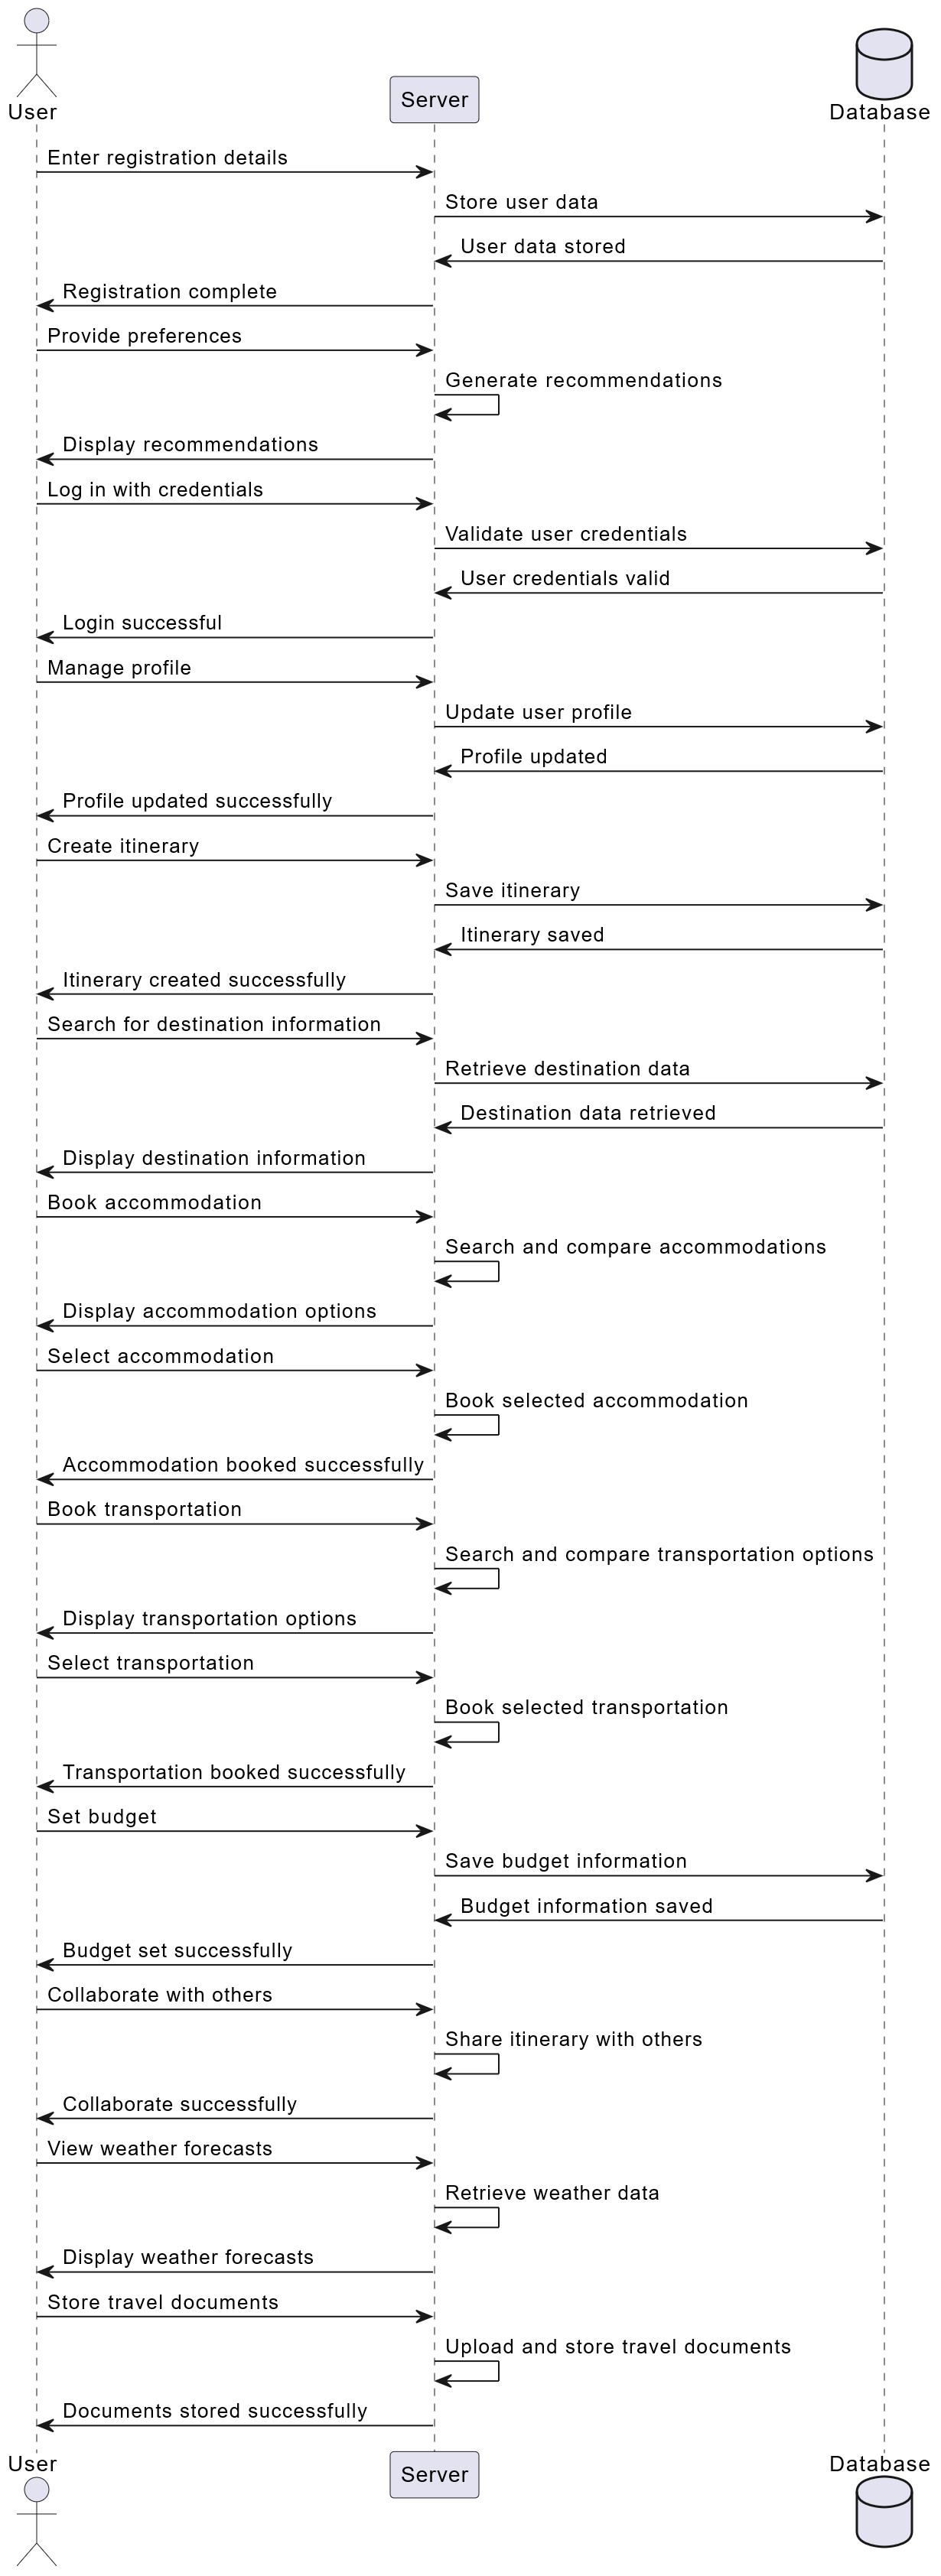 User
Server
Database
Enter registration details
Store user data
User data stored
Registration complete
Provide preferences
Generate recommendations
Display recommendations
Log in with credentials
Validate user credentials
User credentials valid
Login successful
Manage profile
Update user profile
Profile updated
Profile updated successfully
Create itinerary
Save itinerary
Itinerary saved
Itinerary created successfully
Search for destination information
Retrieve destination data
Destination data retrieved
Display destination information
Book accommodation
Search and compare accommodations
Display accommodation options
Select accommodation
Book selected accommodation
Accommodation booked successfully
Book transportation
Search and compare transportation options
Display transportation options
Select transportation
Book selected transportation
Transportation booked successfully
Set budget
Save budget information
Budget information saved
Budget set successfully
Collaborate with others
Share itinerary with others
Collaborate successfully
View weather forecasts
Retrieve weather data
Display weather forecasts
Store travel documents
Upload and store travel documents
Documents stored successfully
User
Server
Database